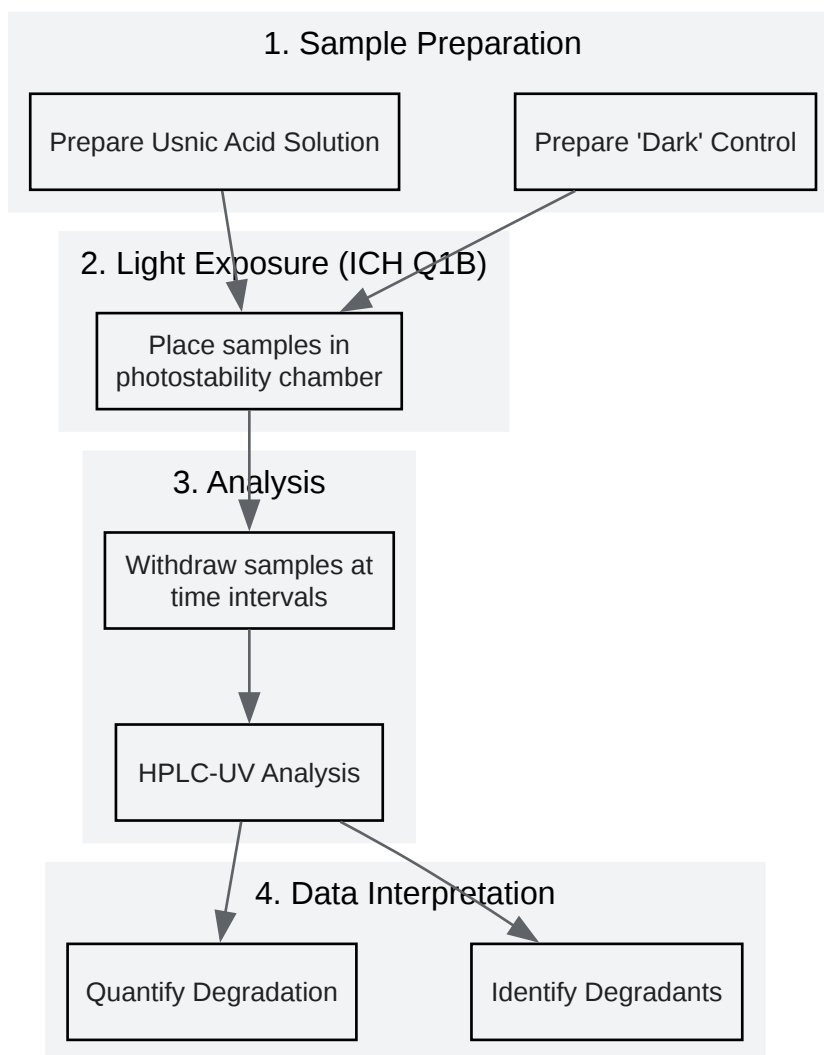 1. Sample Preparation
Prepare Usnic Acid Solution
Prepare 'Dark' Control
2. Light Exposure (ICH Q1B)
Place samples in
photostability chamber
3. Analysis
Withdraw samples at
time intervals
HPLC-UV Analysis
4. Data Interpretation
Quantify Degradation
Identify Degradants